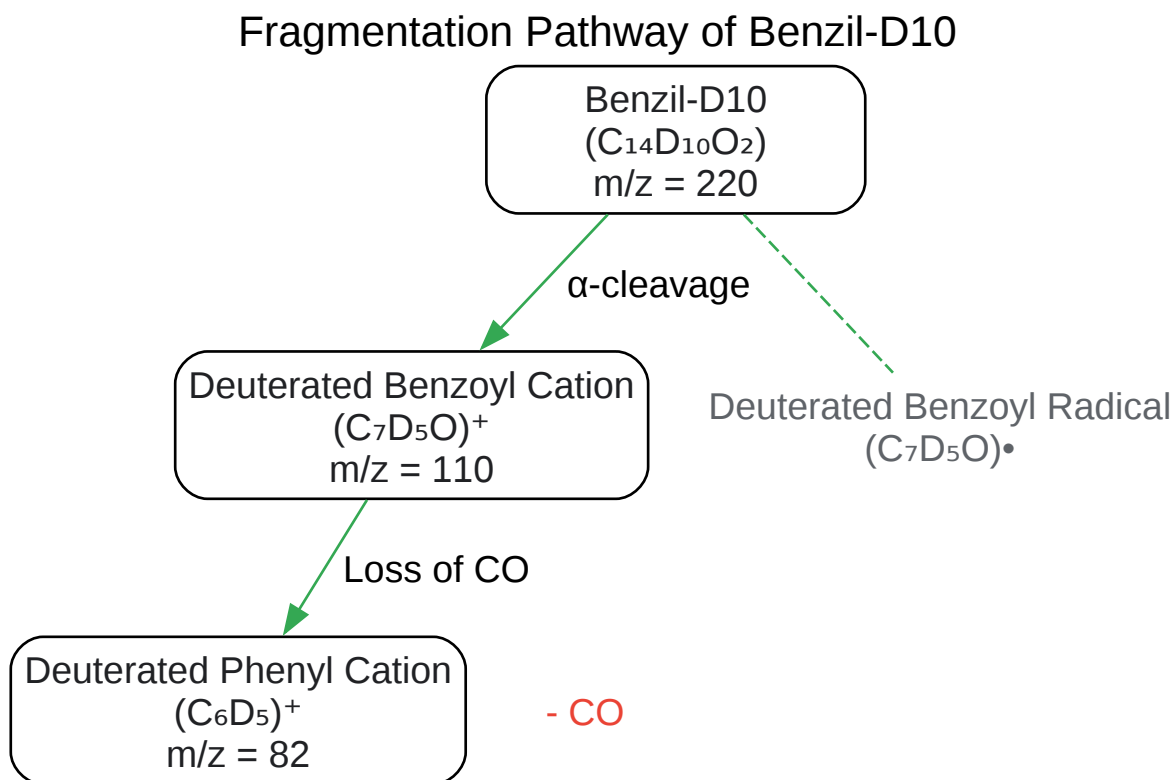 Fragmentation Pathway of Benzil-D10
Benzil-D10
(C₁₄D₁₀O₂)
m/z = 220
α-cleavage
Deuterated Benzoyl Cation
(C₇D₅O)⁺
m/z = 110
Deuterated Benzoyl Radical
(C₇D₅O)•
Loss of CO
Deuterated Phenyl Cation
(C₆D₅)⁺
m/z = 82
- CO